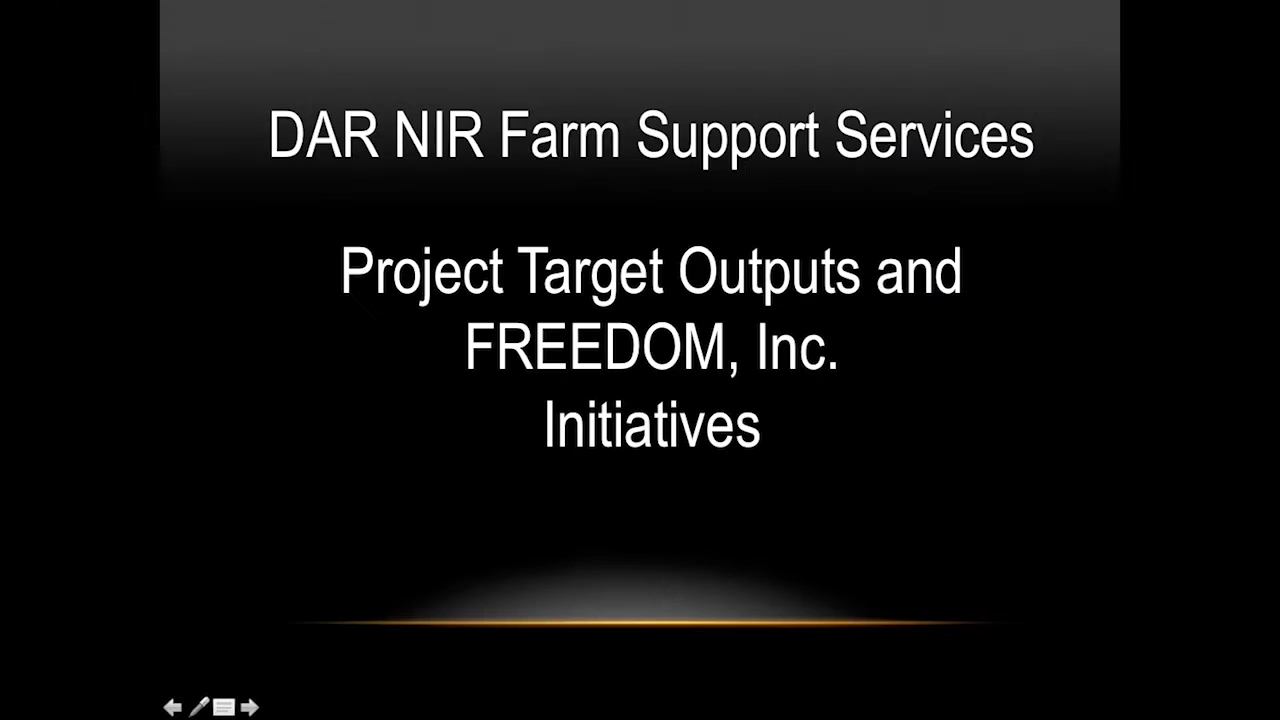 DAR NIR Farm Support Services
Project Target Outputs and
FREEDOM, Inc.
Initiatives